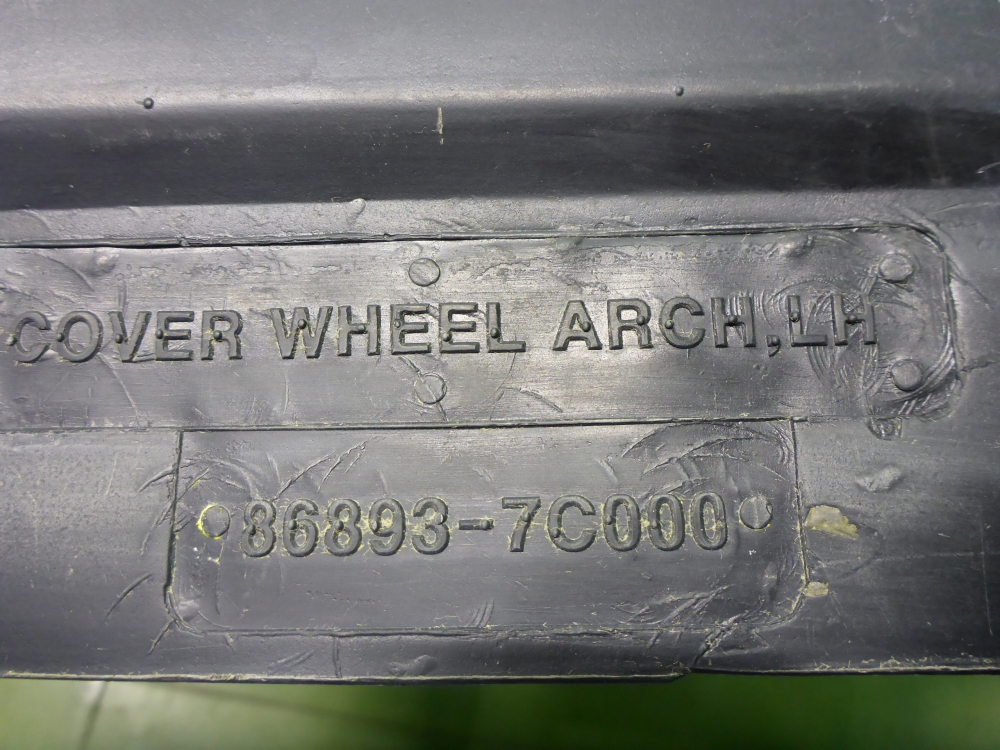 COVER WHEEL ARCH,LH
86893-7C000